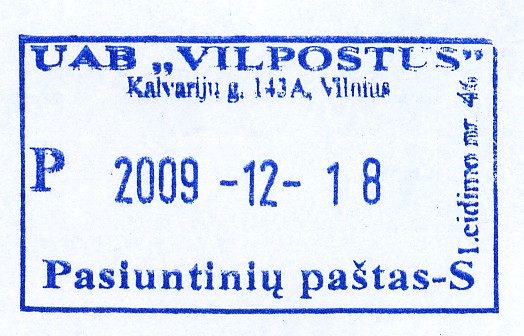 UAB „VILPOSTUS”
Kalvarijų g. 143A, Vilnius
P 2009 -12- 18
Pasiuntinių paštas-S
Leidimo nr. 46